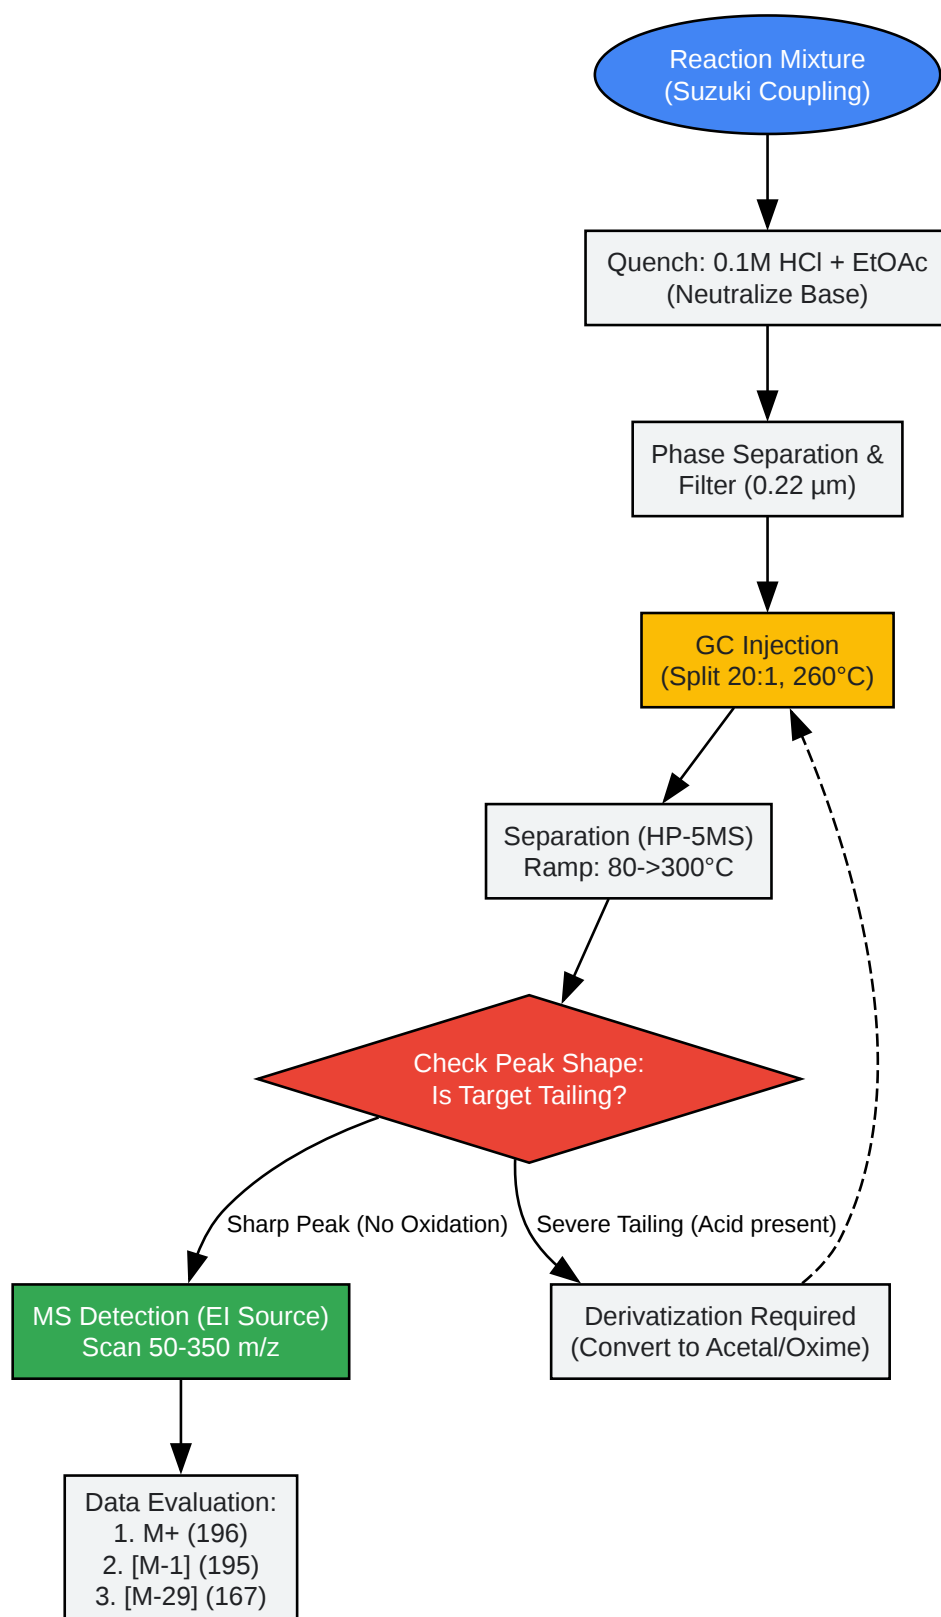 Reaction Mixture
(Suzuki Coupling)
Quench: 0.1M HCl + EtOAc
(Neutralize Base)
Phase Separation &
Filter (0.22 µm)
GC Injection
(Split 20:1, 260°C)
Separation (HP-5MS)
Ramp: 80->300°C
Check Peak Shape:
Is Target Tailing?
Sharp Peak (No Oxidation)
Severe Tailing (Acid present)
MS Detection (EI Source)
Scan 50-350 m/z
Derivatization Required
(Convert to Acetal/Oxime)
Data Evaluation:
1. M+ (196)
2. [M-1] (195)
3. [M-29] (167)